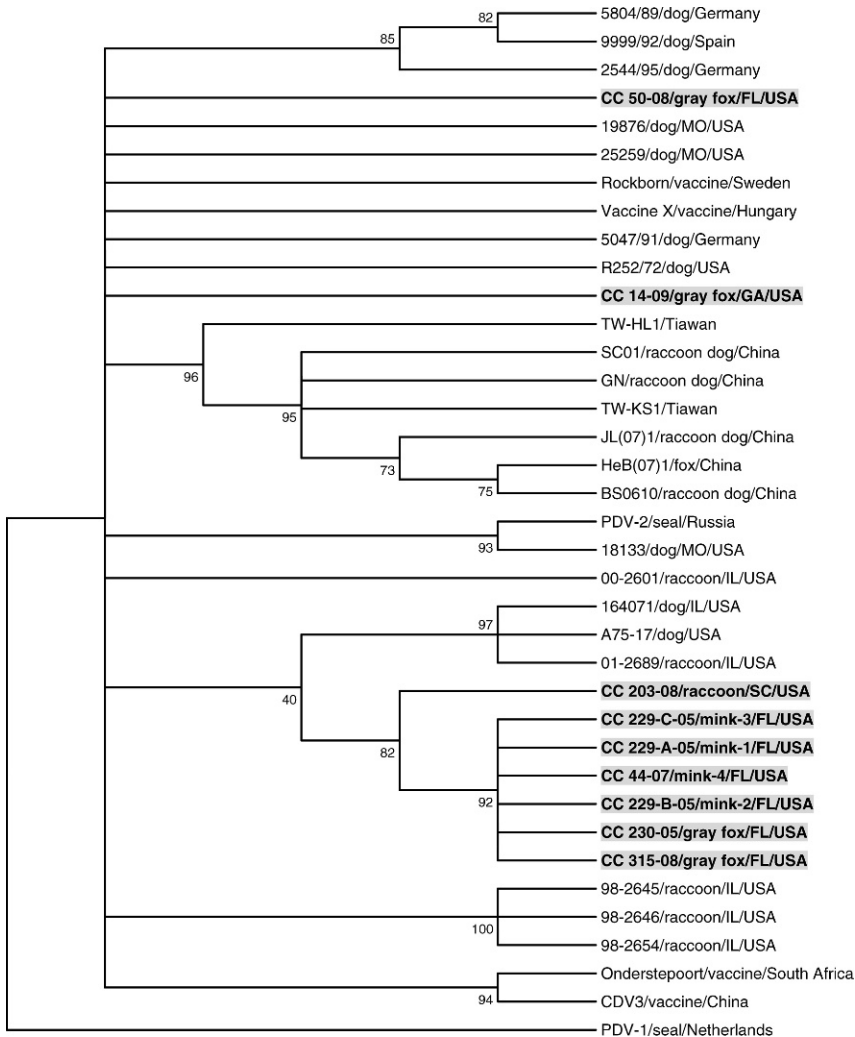 5804/89/dog/Germany
82
9999/92/dog/Spain
85
2544/95/dog/Germany
CC 50-08/gray fox/FL/USA
19876/dog/MO/USA
25259/dog/MO/USA
Rockborn/vaccine/Sweden
Vaccine X/vaccine/Hungary
5047/91/dog/Germany
R252/72/dog/USA
CC 14-09/gray fox/GA/USA
TW-HL1/Tiawan
96
SC01/raccoon dog/China
GN/raccoon dog/China
95
TW-KS1/Tiawan
JL(07)1/raccoon dog/China
73
HeB(07)1/fox/China
75
BS0610/raccoon dog/China
PDV-2/seal/Russia
93
18133/dog/MO/USA
00-2601/raccoon/IL/USA
164071/dog/IL/USA
97
A75-17/dog/USA
01-2689/raccoon/IL/USA
40
CC 203-08/raccoon/SC/USA
82
CC 229-C-05/mink-3/FL/USA
CC 229-A-05/mink-1/FL/USA
CC 44-07/mink-4/FL/USA
92
CC 229-B-05/mink-2/FL/USA
CC 230-05/gray fox/FL/USA
CC 315-08/gray fox/FL/USA
98-2645/raccoon/IL/USA
98-2646/raccoon/IL/USA
100
98-2654/raccoon/IL/USA
Onderstepoort/vaccine/South Africa
94
CDV3/vaccine/China
PDV-1/seal/Netherlands